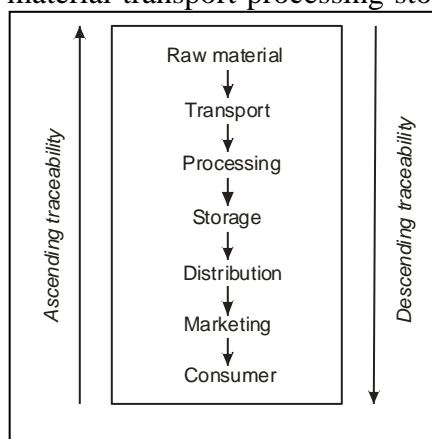 material transport processing sto
Raw material
Transport
Processing
Storage
Distribution
Marketing
Consumer
Ascending traceability
Descending traceability